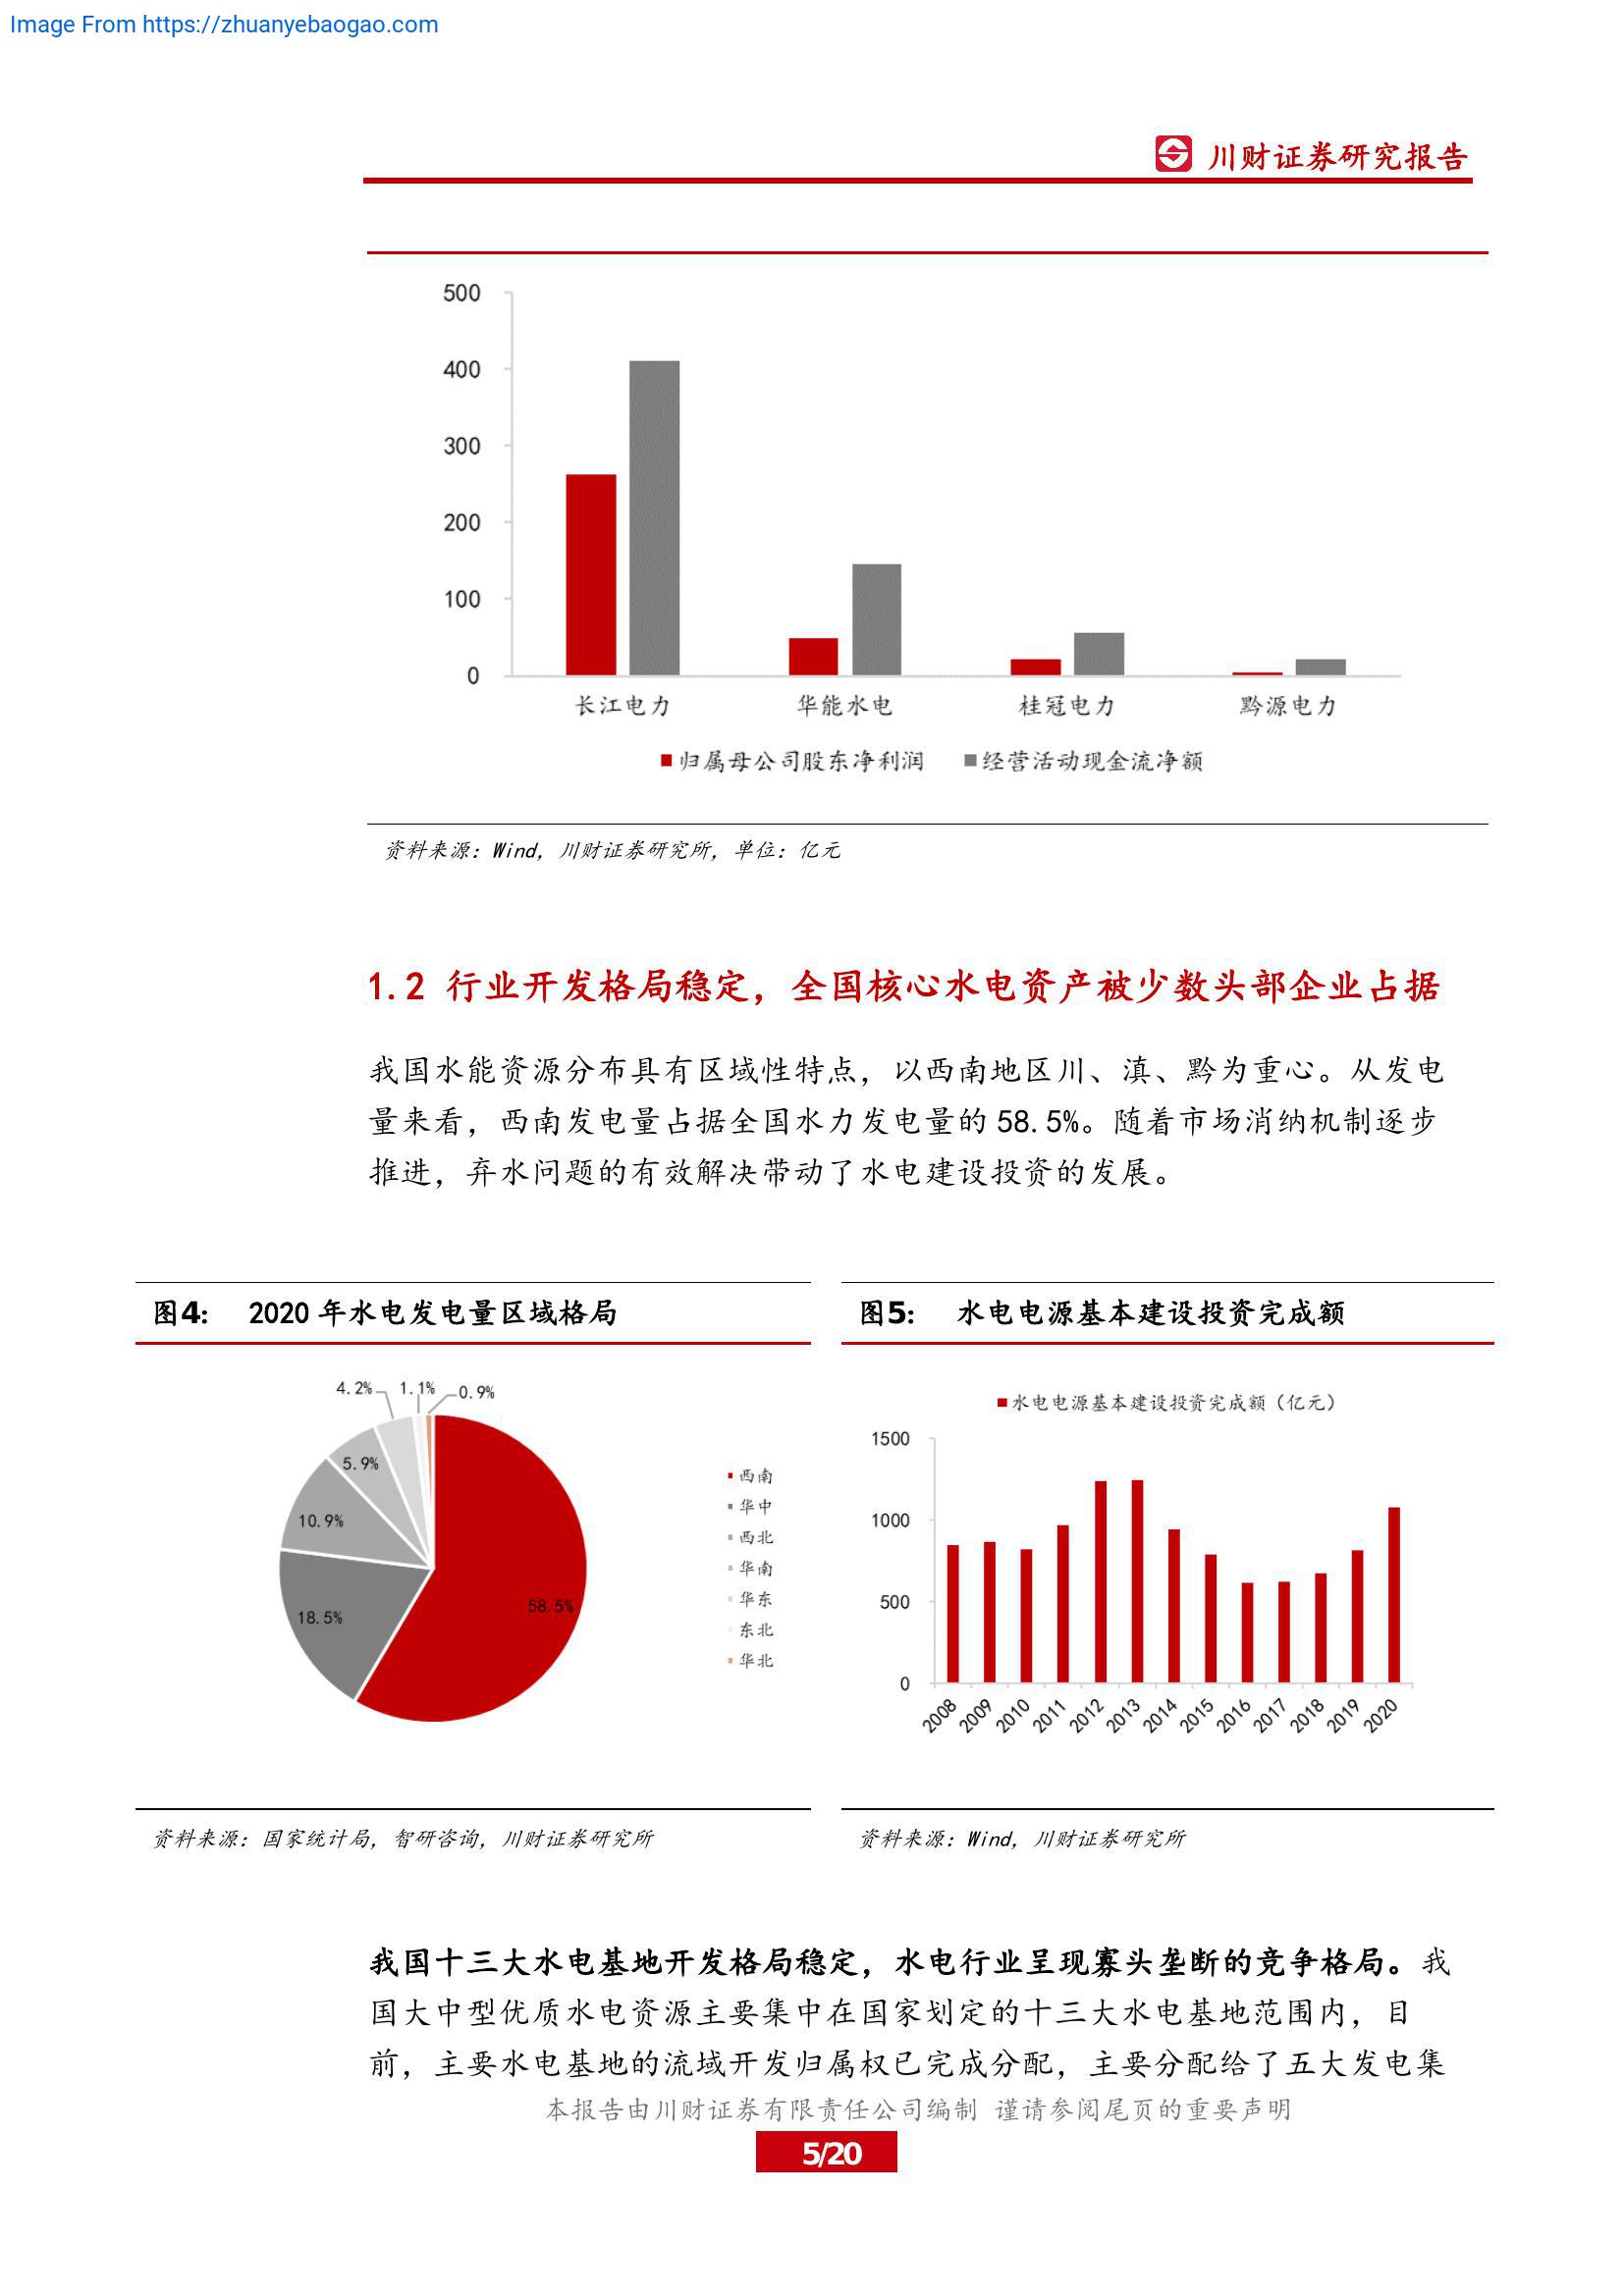 Image From https://zhuanyebaogao.com
川财证券研究报告
500
400
300
200
100
0
长江电力 华能水电 桂冠电力 黔源电力
归属母公司股东净利润 经营活动现金流净额
资料来源：Wind，川财证券研究所，单位：亿元
1.2 行业开发格局稳定，全国核心水电资产被少数头部企业占据
我国水能资源分布具有区域性特点，以西南地区川、滇、黔为重心。从发电
量来看，西南发电量占据全国水力发电量的 58.5%。随着市场消纳机制逐步
推进，弃水问题的有效解决带动了水电建设投资的发展。
图4： 2020 年水电发电量区域格局
4.2% 1.1% 0.9%
5.9%
10.9%
18.5%
58.5%
西南
华中
西北
华南
华东
东北
华北
资料来源：国家统计局，智研咨询，川财证券研究所
图5： 水电电源基本建设投资完成额
水电电源基本建设投资完成额（亿元）
1500
1000
500
0
2008 2009 2010 2011 2012 2013 2014 2015 2016 2017 2018 2019 2020
资料来源：Wind，川财证券研究所
我国十三大水电基地开发格局稳定，水电行业呈现寡头垄断的竞争格局。我
国大中型优质水电资源主要集中在国家划定的十三大水电基地范围内，目
前，主要水电基地的流域开发归属权已完成分配，主要分配给了五大发电集
本报告由川财证券有限责任公司编制 谨请参阅尾页的重要声明
5/20